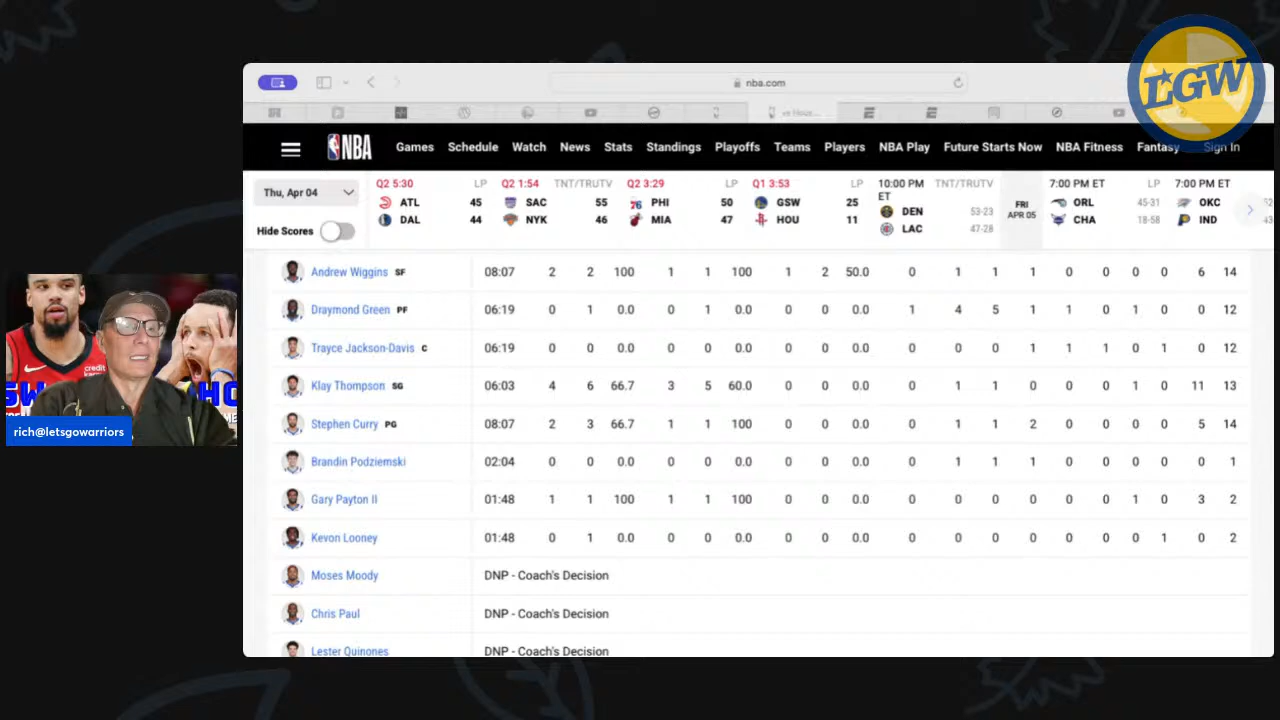 LGW
nba.com
vs Hous...
NBA Games Schedule Watch News Stats Standings Playoffs Teams Players NBA Play Future Starts Now NBA Fitness Fantasy Sign In
Thu, Apr 04
Hide Scores
Q2 5:30 LP
ATL 45
DAL 44
Q2 1:54 TNT/TRUTV
SAC 55
NYK 46
Q2 3:29 LP
PHI 50
MIA 47
Q1 3:53 LP
GSW 25
HOU 11
10:00 PM ET TNT/TRUTV
DEN 53-23
LAC 47-28
FRI
APR 05
7:00 PM ET LP
ORL 45-31
CHA 18-58
7:00 PM ET
OKC
IND
Andrew Wiggins SF 08:07 2 2 100 1 1 100 1 2 50.0 0 1 1 1 0 0 0 0 6 14
Draymond Green PF 06:19 0 1 0.0 0 1 0.0 0 0 0.0 1 4 5 1 1 0 1 0 0 12
Trayce Jackson-Davis C 06:19 0 0 0.0 0 0 0.0 0 0 0.0 0 0 0 1 1 1 0 1 0 12
Klay Thompson SG 06:03 4 6 66.7 3 5 60.0 0 0 0.0 0 1 1 0 0 0 1 0 11 13
Stephen Curry PG 08:07 2 3 66.7 1 1 100 0 0 0.0 0 1 1 2 0 0 0 0 5 14
Brandin Podziemski 02:04 0 0 0.0 0 0 0.0 0 0 0.0 0 1 1 1 0 0 0 0 0 1
Gary Payton II 01:48 1 1 100 1 1 100 0 0 0.0 0 0 0 0 0 0 1 0 3 2
Kevon Looney 01:48 0 1 0.0 0 0 0.0 0 0 0.0 0 0 0 0 0 0 0 1 0 2
Moses Moody DNP - Coach's Decision
Chris Paul DNP - Coach's Decision
Lester Quinones DNP - Coach's Decision
rich@letsgowarriors